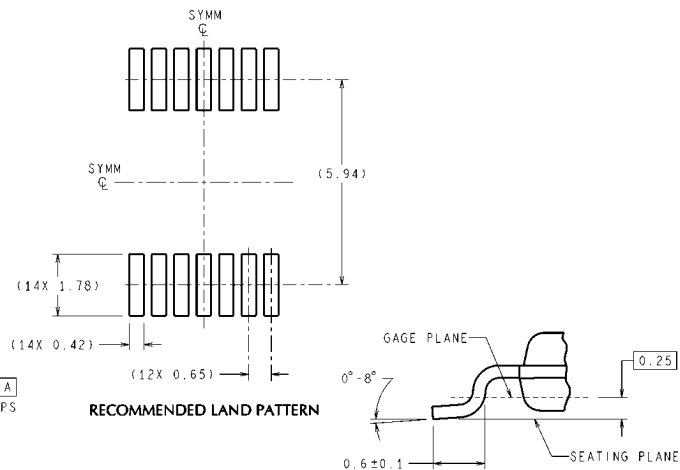 SYMM
℄
SYMM
℄
(5.94)
(14X 1.78)
(14X 0.42)
(12X 0.65)
A
PS
RECOMMENDED LAND PATTERN
GAGE PLANE
0.25
0°-8°
0.6±0.1
SEATING PLANE